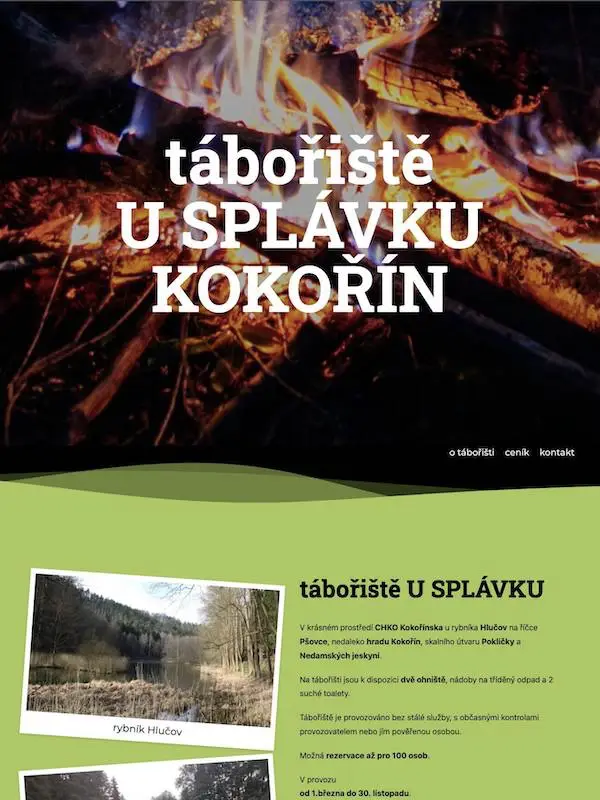 tábořiště
U SPLÁVKU
KOKOŘÍN
o tábořišti ceník kontakt
tábořiště U SPLÁVKU
V krásném prostředí CHKO Kokořínska u rybníka Hlučov na říčce
Pšovce, nedaleko hradu Kokořín, skalního útvaru Pokličky a
Nedamských jeskyní.
Na tábořišti jsou k dispozici dvě ohniště, nádoby na tříděný odpad a 2
suché toalety.
Tábořiště je provozováno bez stálé služby, s občasnými kontrolami
provozovatelem nebo jím pověřenou osobou.
Možná rezervace až pro 100 osob.
V provozu
od 1.března do 30. listopadu.
rybník Hlučov